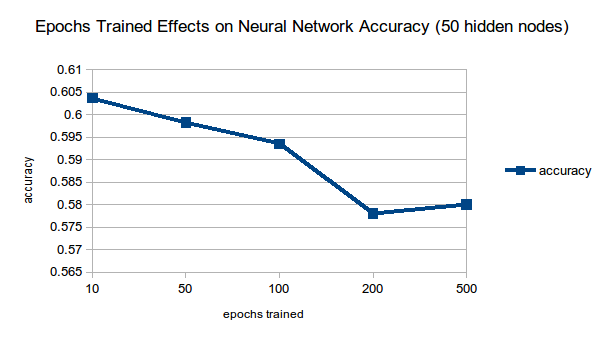 Epochs Trained Effects on Neural Network Accuracy (50 hidden nodes)
0.61
0.605
0.6
0.595
0.59
0.585
0.58
0.575
0.57
0.565
accuracy
10 50 100 200 500
epochs trained
accuracy